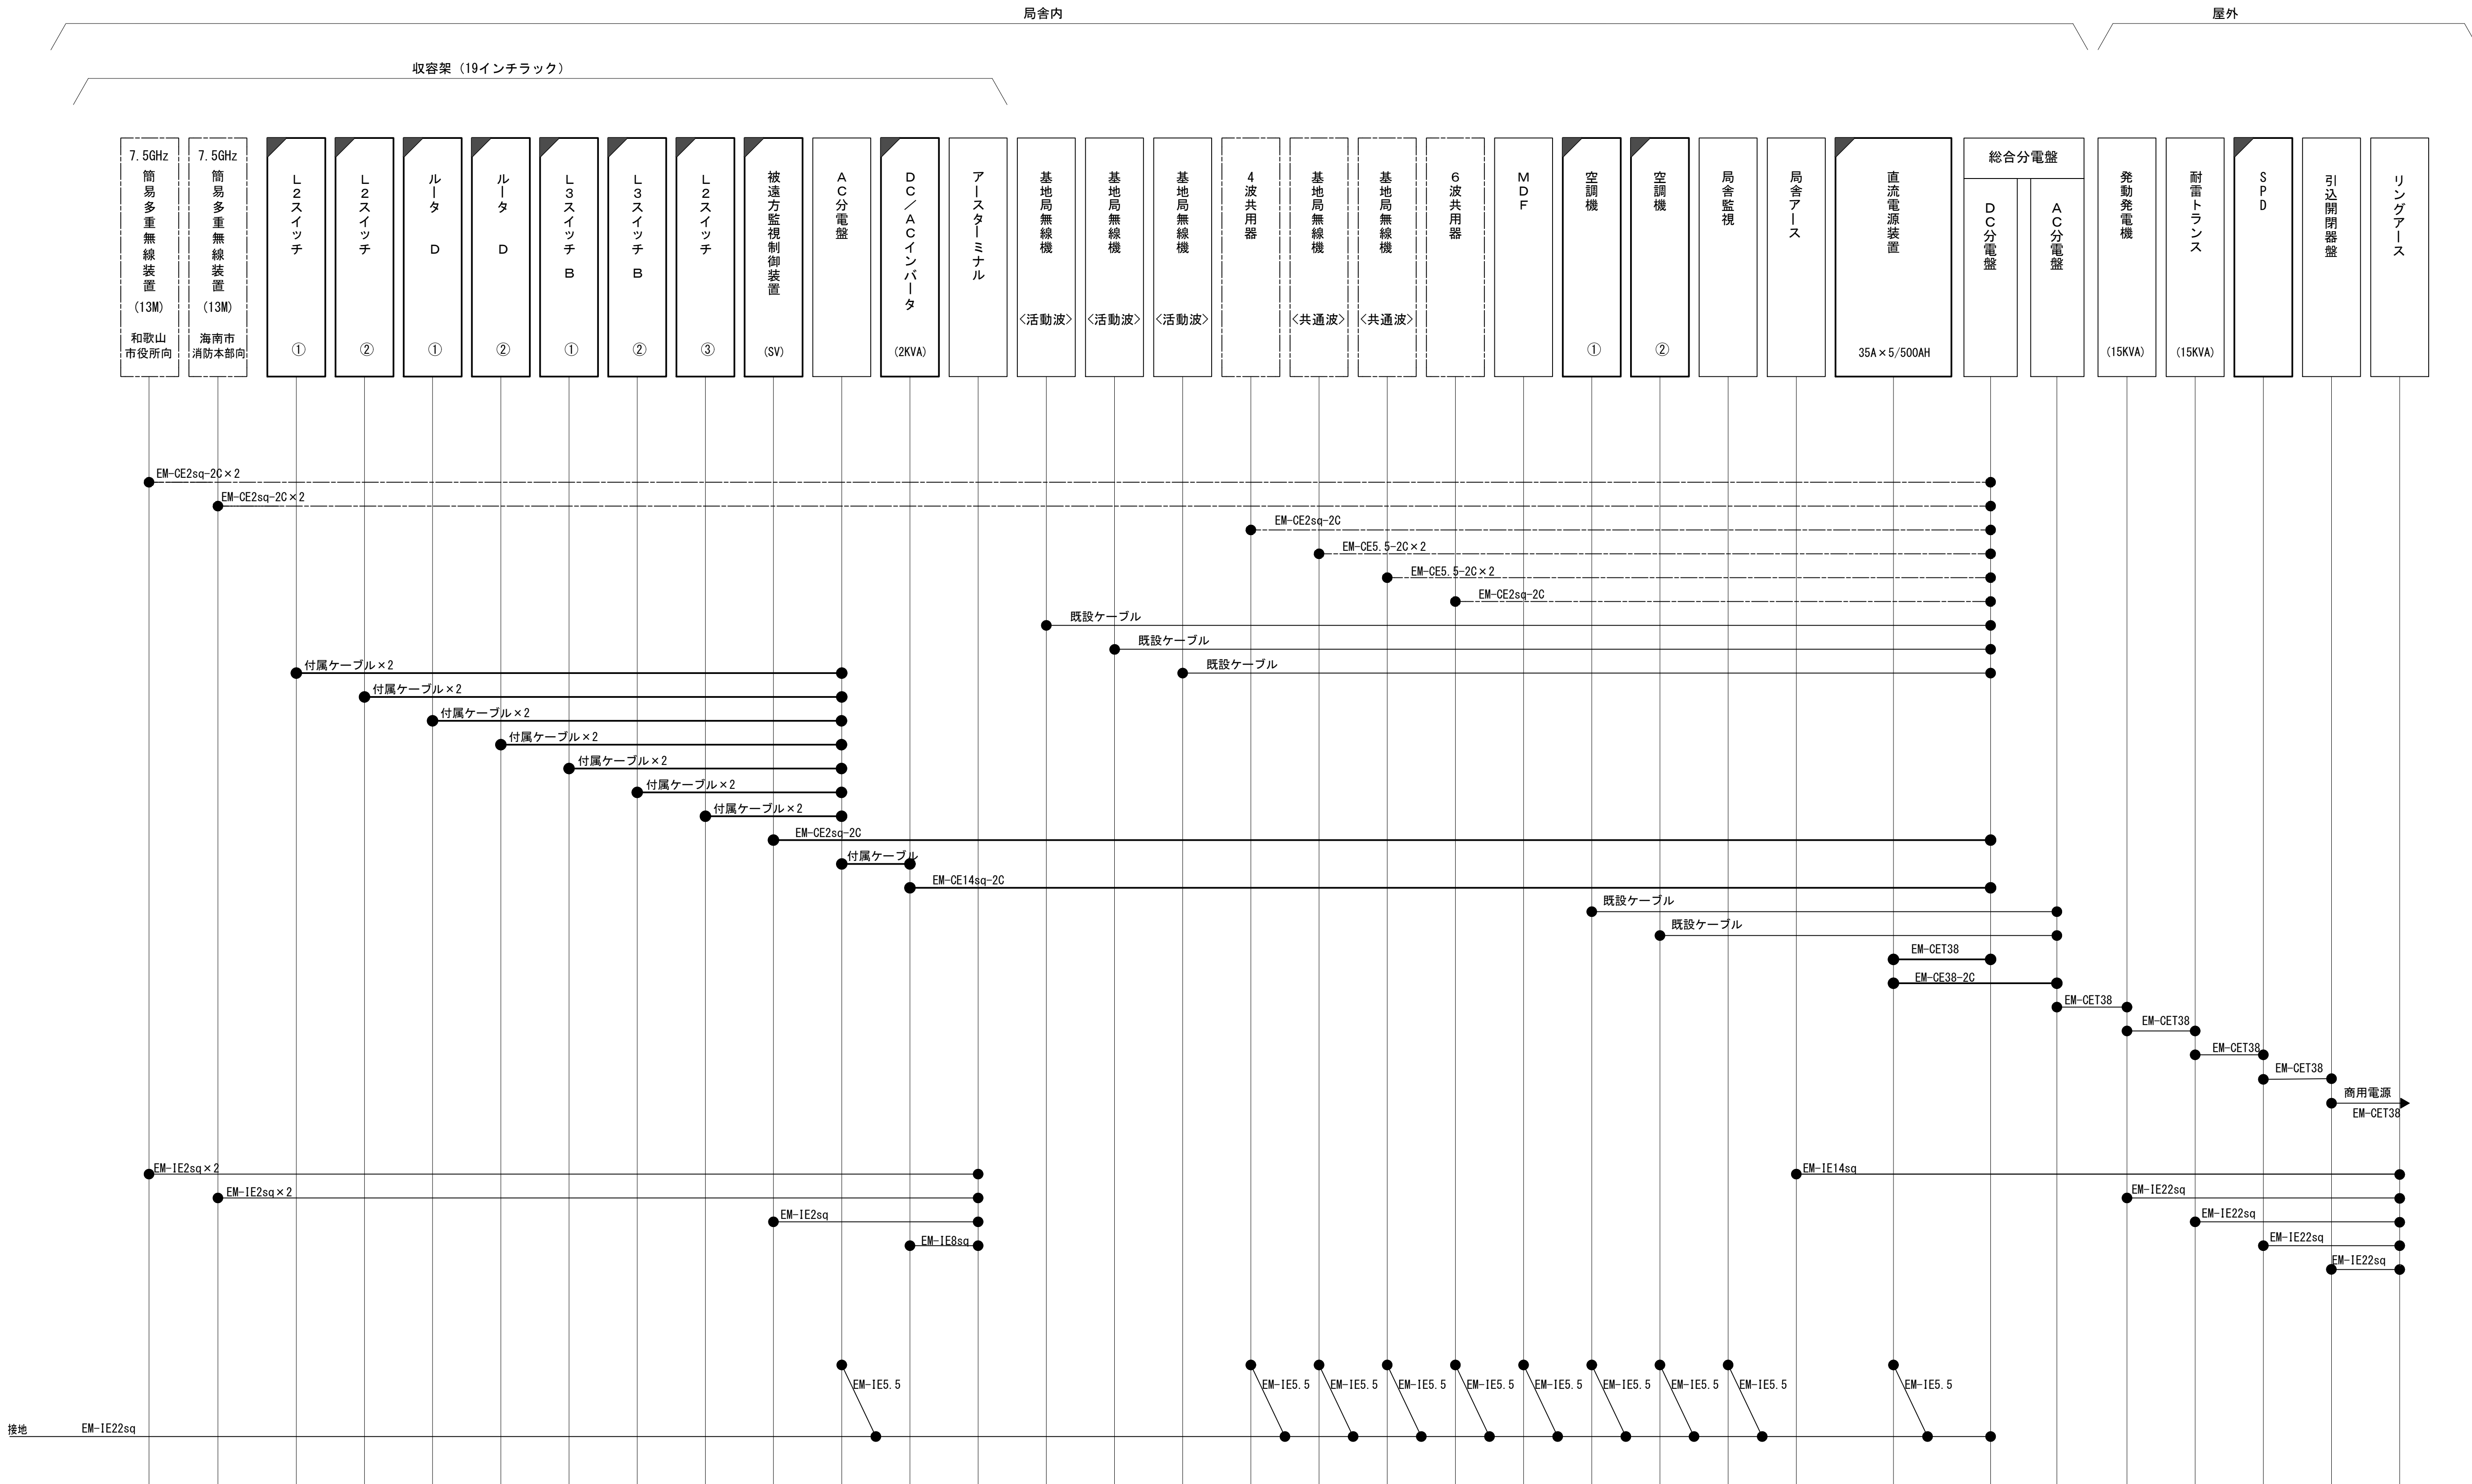 局舎内
屋外
収容架（19インチラック）
7.5GHz
簡易多重無線装置
(13M)
和歌山
市役所向
7.5GHz
簡易多重無線装置
(13M)
海南市
消防本部向
L2スイッチ
①
L2スイッチ
②
ルータ D
①
ルータ D
②
L3スイッチ B
①
L3スイッチ B
②
L2スイッチ
③
被遠方監視制御装置
(SV)
AC分電盤
DC／ACインバータ
(2KVA)
アースターミナル
基地局無線機
<活動波>
基地局無線機
<活動波>
基地局無線機
<活動波>
4波共用器
基地局無線機
<共通波>
基地局無線機
<共通波>
6波共用器
MDF
空調機
①
空調機
②
局舎監視
局舎アース
直流電源装置
35A×5/500AH
総合分電盤
DC分電盤
AC分電盤
発動発電機
(15KVA)
耐雷トランス
(15KVA)
SPD
引込開閉器盤
リングアース
EM-CE2sq-2C×2
EM-CE2sq-2C×2
EM-CE2sq-2C
EM-CE5.5-2C×2
EM-CE5.5-2C×2
EM-CE2sq-2C
既設ケーブル
既設ケーブル
既設ケーブル
付属ケーブル×2
付属ケーブル×2
付属ケーブル×2
付属ケーブル×2
付属ケーブル×2
付属ケーブル×2
付属ケーブル×2
EM-CE2sq-2C
付属ケーブル
EM-CE14sq-2C
既設ケーブル
既設ケーブル
EM-CET38
EM-CE38-2C
EM-CET38
EM-CET38
EM-CET38
EM-CET38
商用電源
EM-CET38
EM-IE2sq×2
EM-IE14sq
EM-IE2sq×2
EM-IE22sq
EM-IE2sq
EM-IE22sq
EM-IE8sq
EM-IE22sq
EM-IE22sq
EM-IE5.5
EM-IE5.5
EM-IE5.5
EM-IE5.5
EM-IE5.5
EM-IE5.5
EM-IE5.5
EM-IE5.5
EM-IE5.5
EM-IE5.5
接地
EM-IE22sq